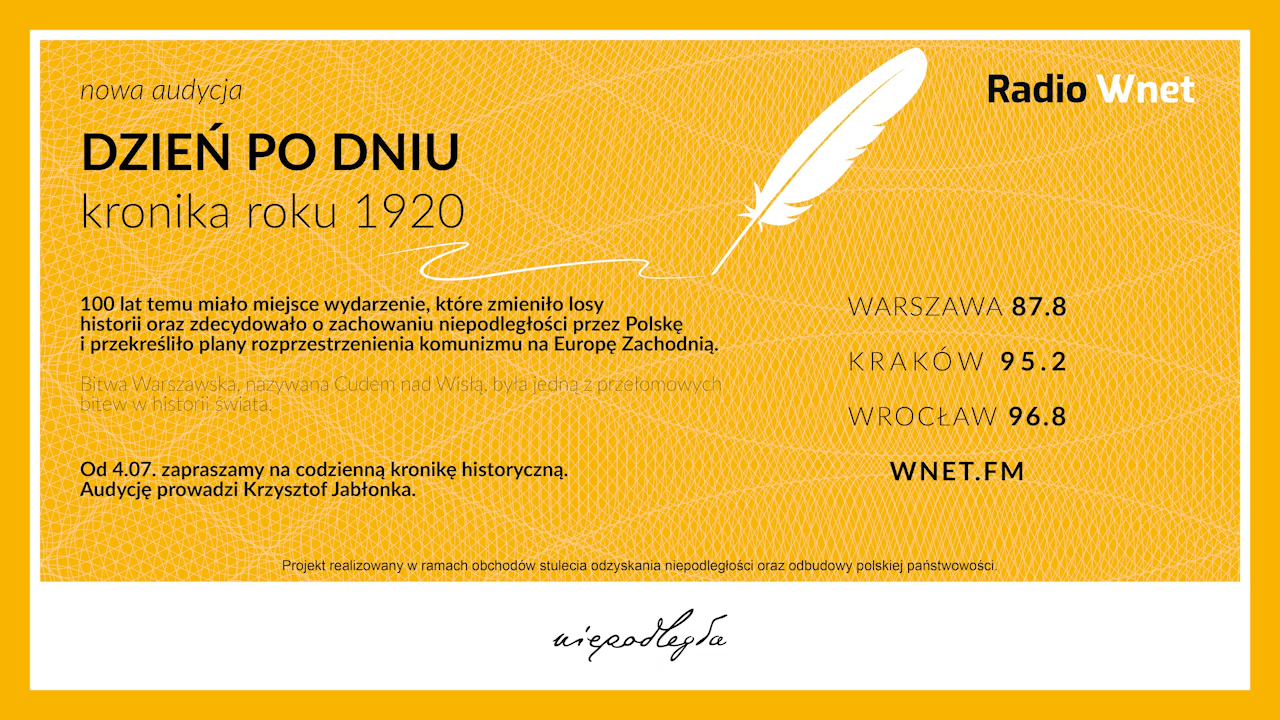 nowa audycja
Radio Wnet
DZIEŃ PO DNIU
kronika roku 1920
100 lat temu miało miejsce wydarzenie, które zmieniło losy
historii oraz zdecydowało o zachowaniu niepodległości przez Polskę
i przekreśliło plany rozprzestrzenienia komunizmu na Europę Zachodnią.
Bitwa Warszawska, nazywana Cudem nad Wisłą, była jedną z przełomowych
bitew w historii świata.
Od 4.07. zapraszamy na codzienną kronikę historyczną.
Audycję prowadzi Krzysztof Jabłonka.
WARSZAWA 87.8
KRAKÓW 95.2
WROCŁAW 96.8
WNET.FM
Projekt realizowany w ramach obchodów stulecia odzyskania niepodległości oraz odbudowy polskiej państwowości.
niepodległa